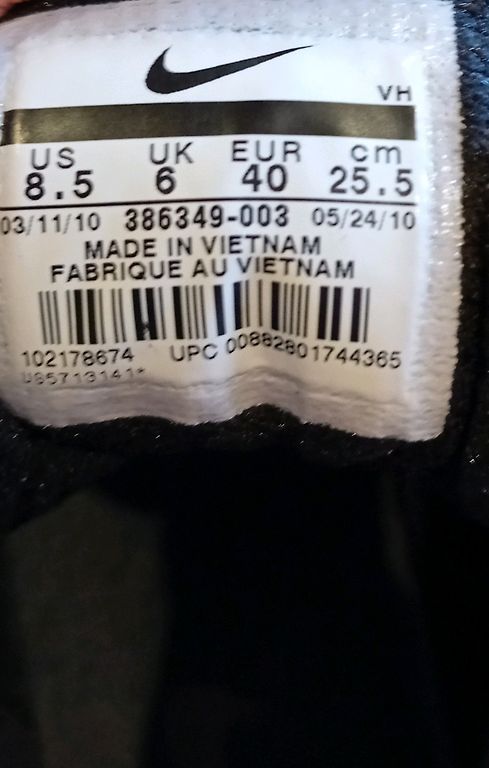 VH
US UK EUR cm
8.5 6 40 25.5
03/11/10 386349-003 05/24/10
MADE IN VIETNAM
FABRIQUE AU VIETNAM
102178674 UPC 00882801744365
US5713141*